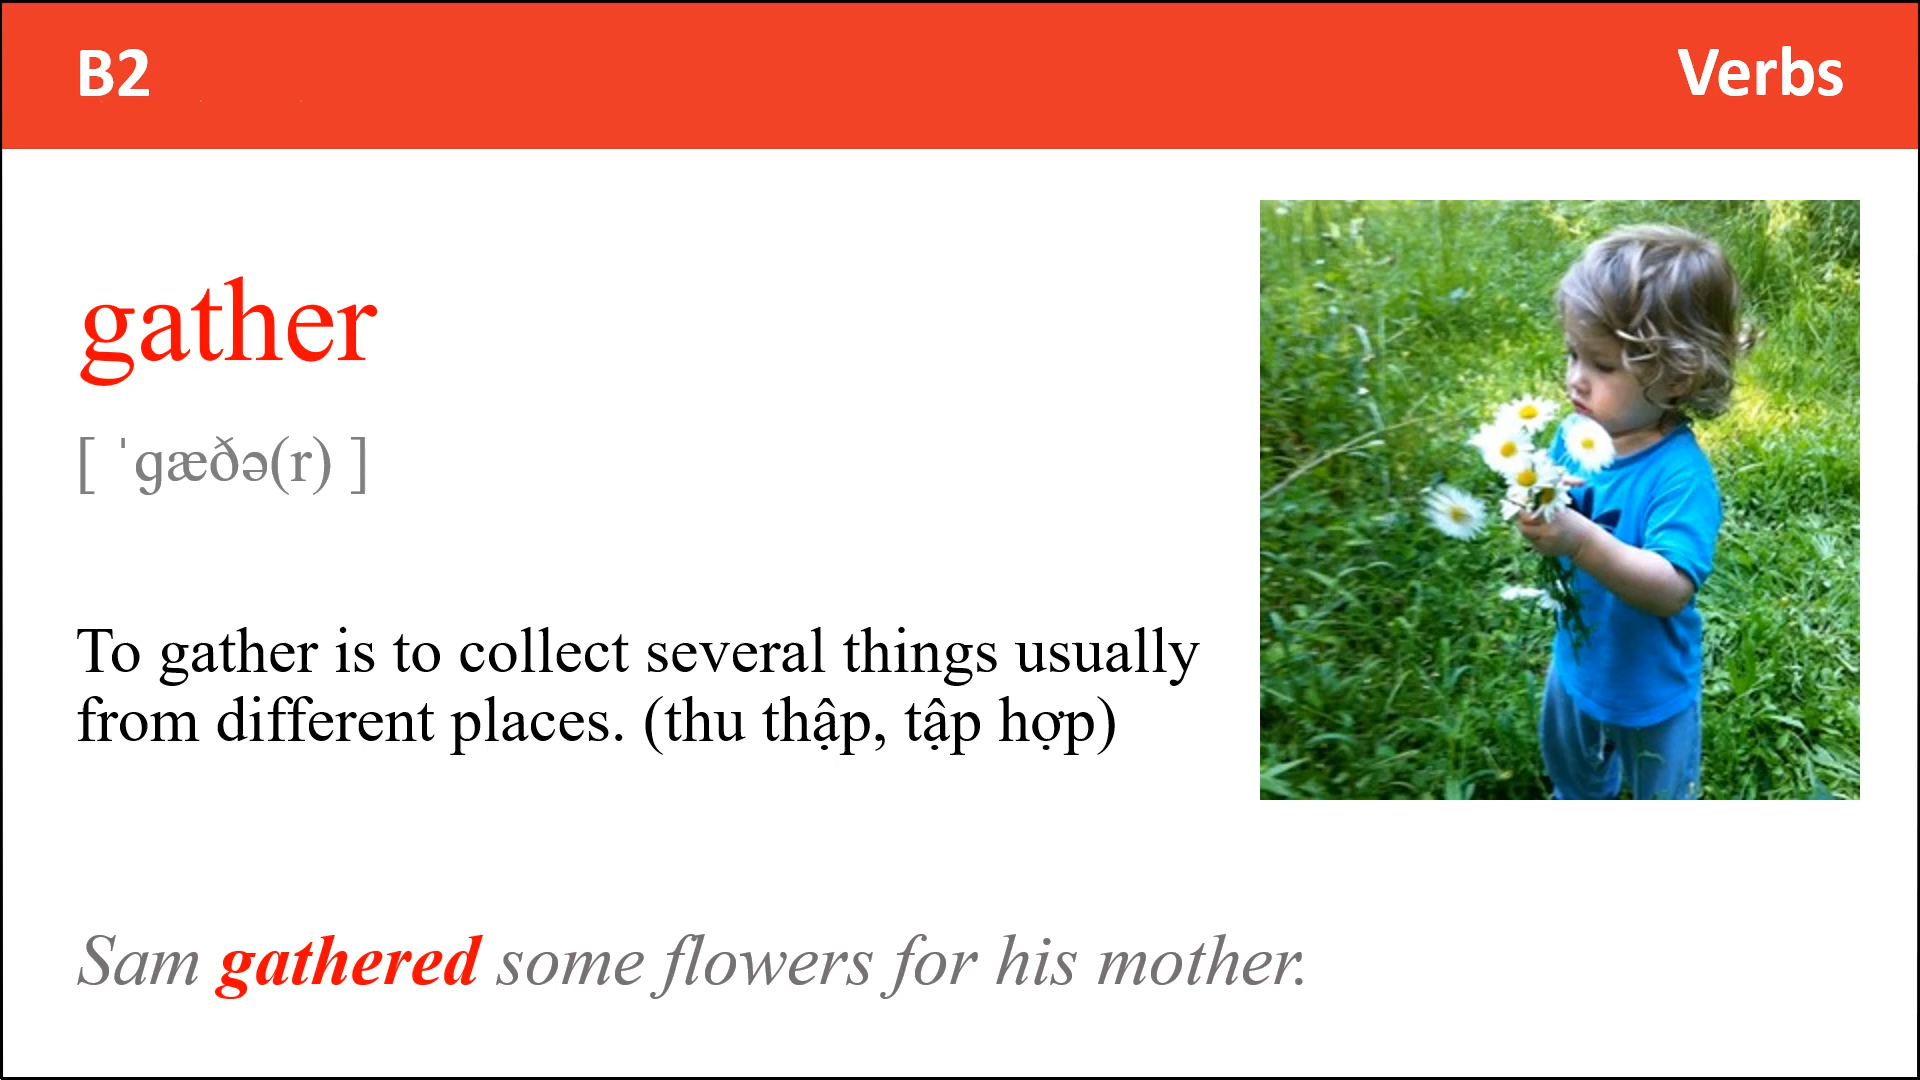 B2
Verbs
gather
[ ˈɡæðə(r) ]
To gather is to collect several things usually
from different places. (thu thập, tập hợp)
Sam gathered some flowers for his mother.